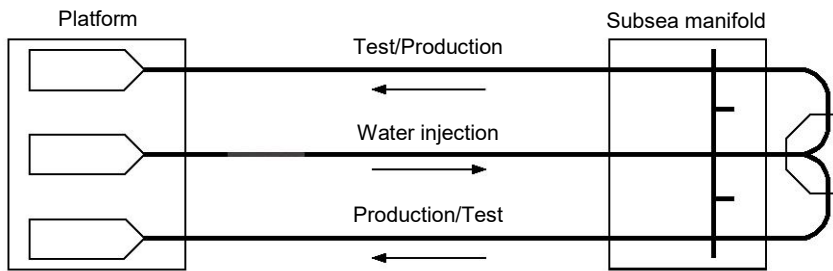 Platform
Subsea manifold
Test/Production
Water injection
Production/Test